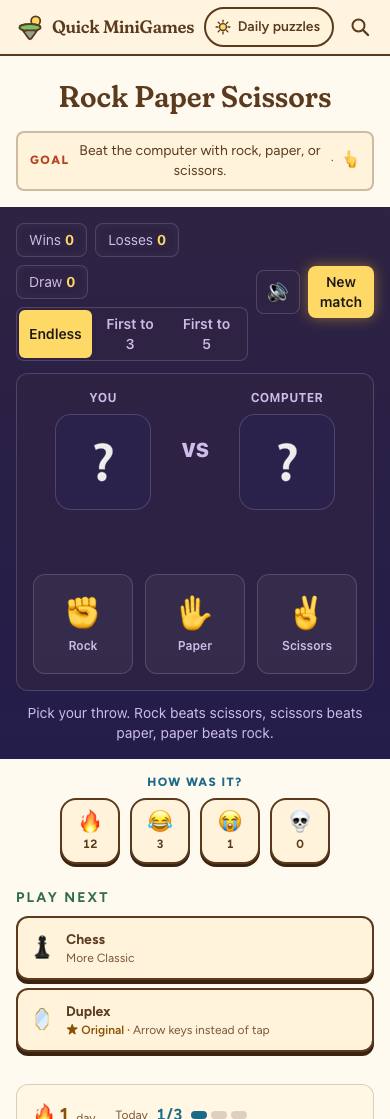 Quick MiniGames
Daily puzzles
Rock Paper Scissors
GOAL
Beat the computer with rock, paper, or
scissors.
·
Wins 0
Losses 0
Draw 0
New
match
Endless
First to
3
First to
5
YOU
COMPUTER
?
VS
?
Rock
Paper
Scissors
Pick your throw. Rock beats scissors, scissors beats
paper, paper beats rock.
HOW WAS IT?
12
3
1
0
PLAY NEXT
Chess
More Classic
Duplex
★ Original · Arrow keys instead of tap
1 day
Today 1/3